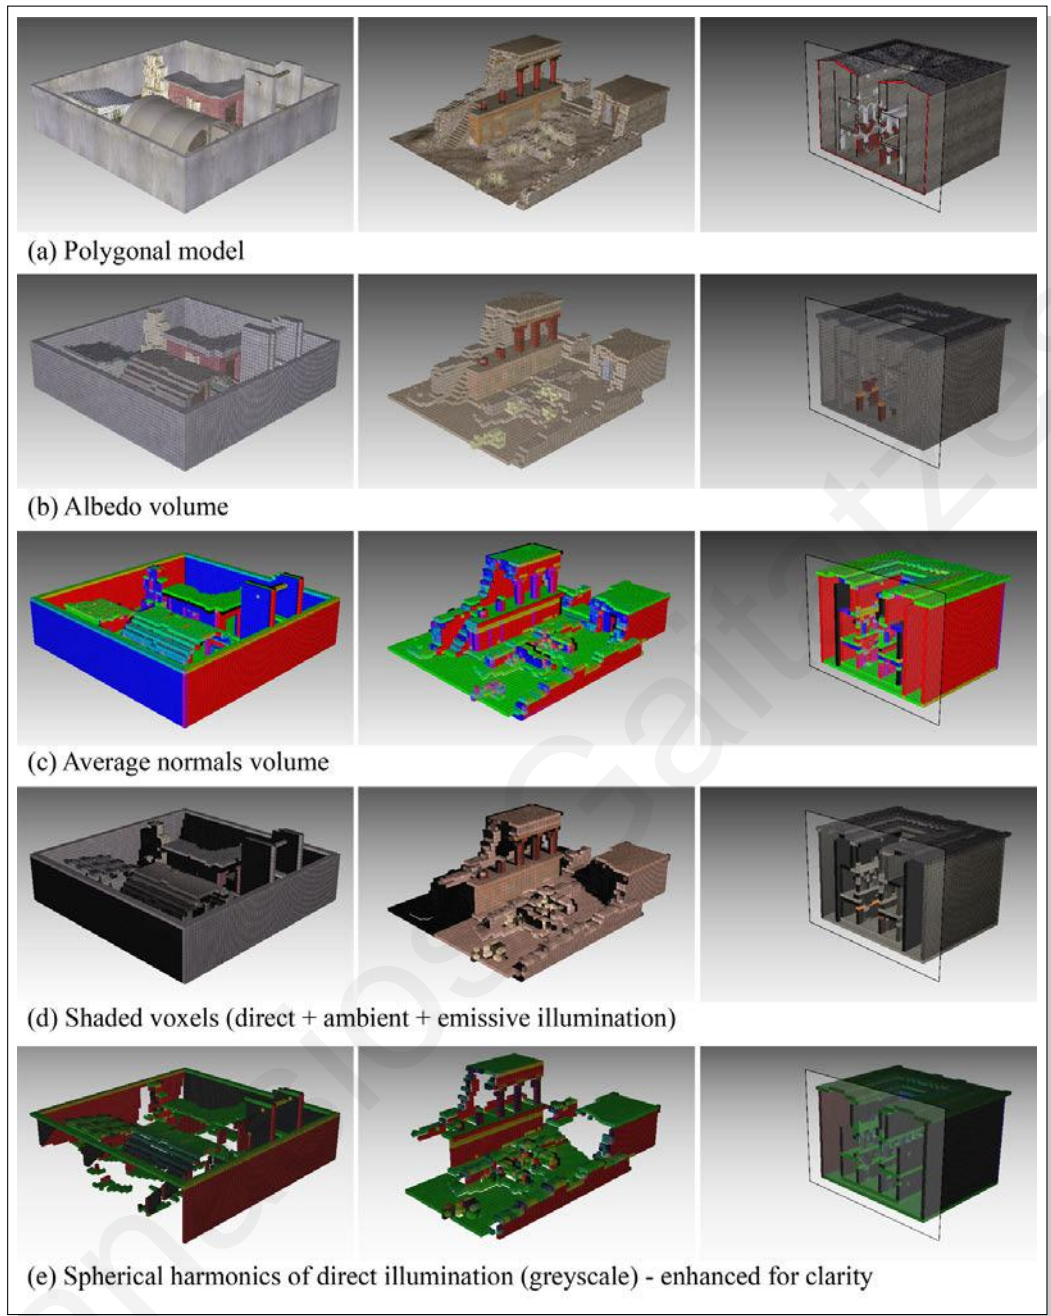 (a) Polygonal model
(b) Albedo volume
(c) Average normals volume
(d) Shaded voxels (direct + ambient + emissive illumination)
(e) Spherical harmonics of direct illumination (greyscale) - enhanced for clarity